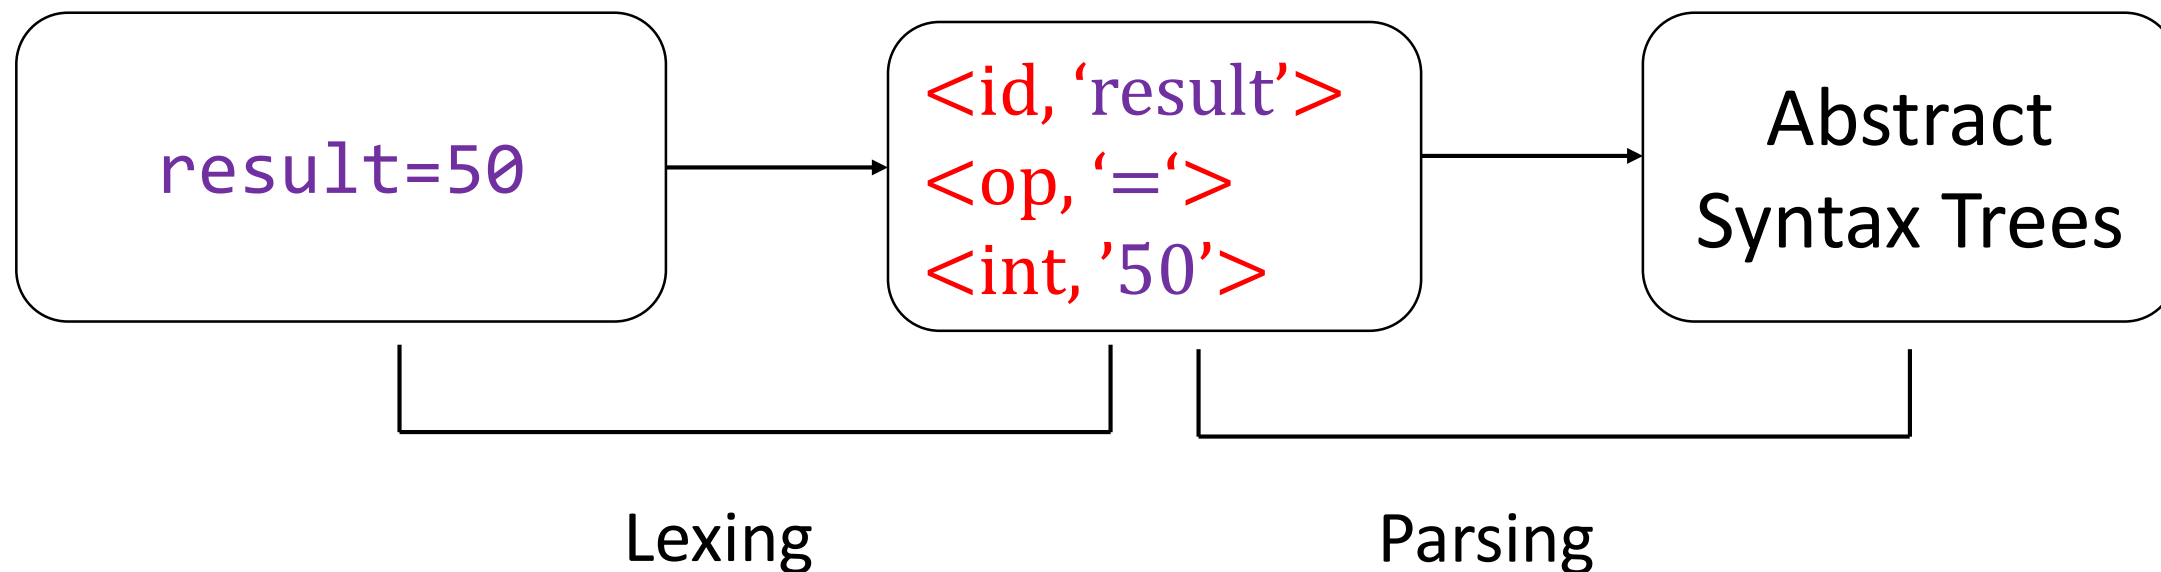 result=50
<id, ‘result’>
<op, ‘=‘>
<int, ’50’>
Abstract
Syntax Trees
Lexing
Parsing